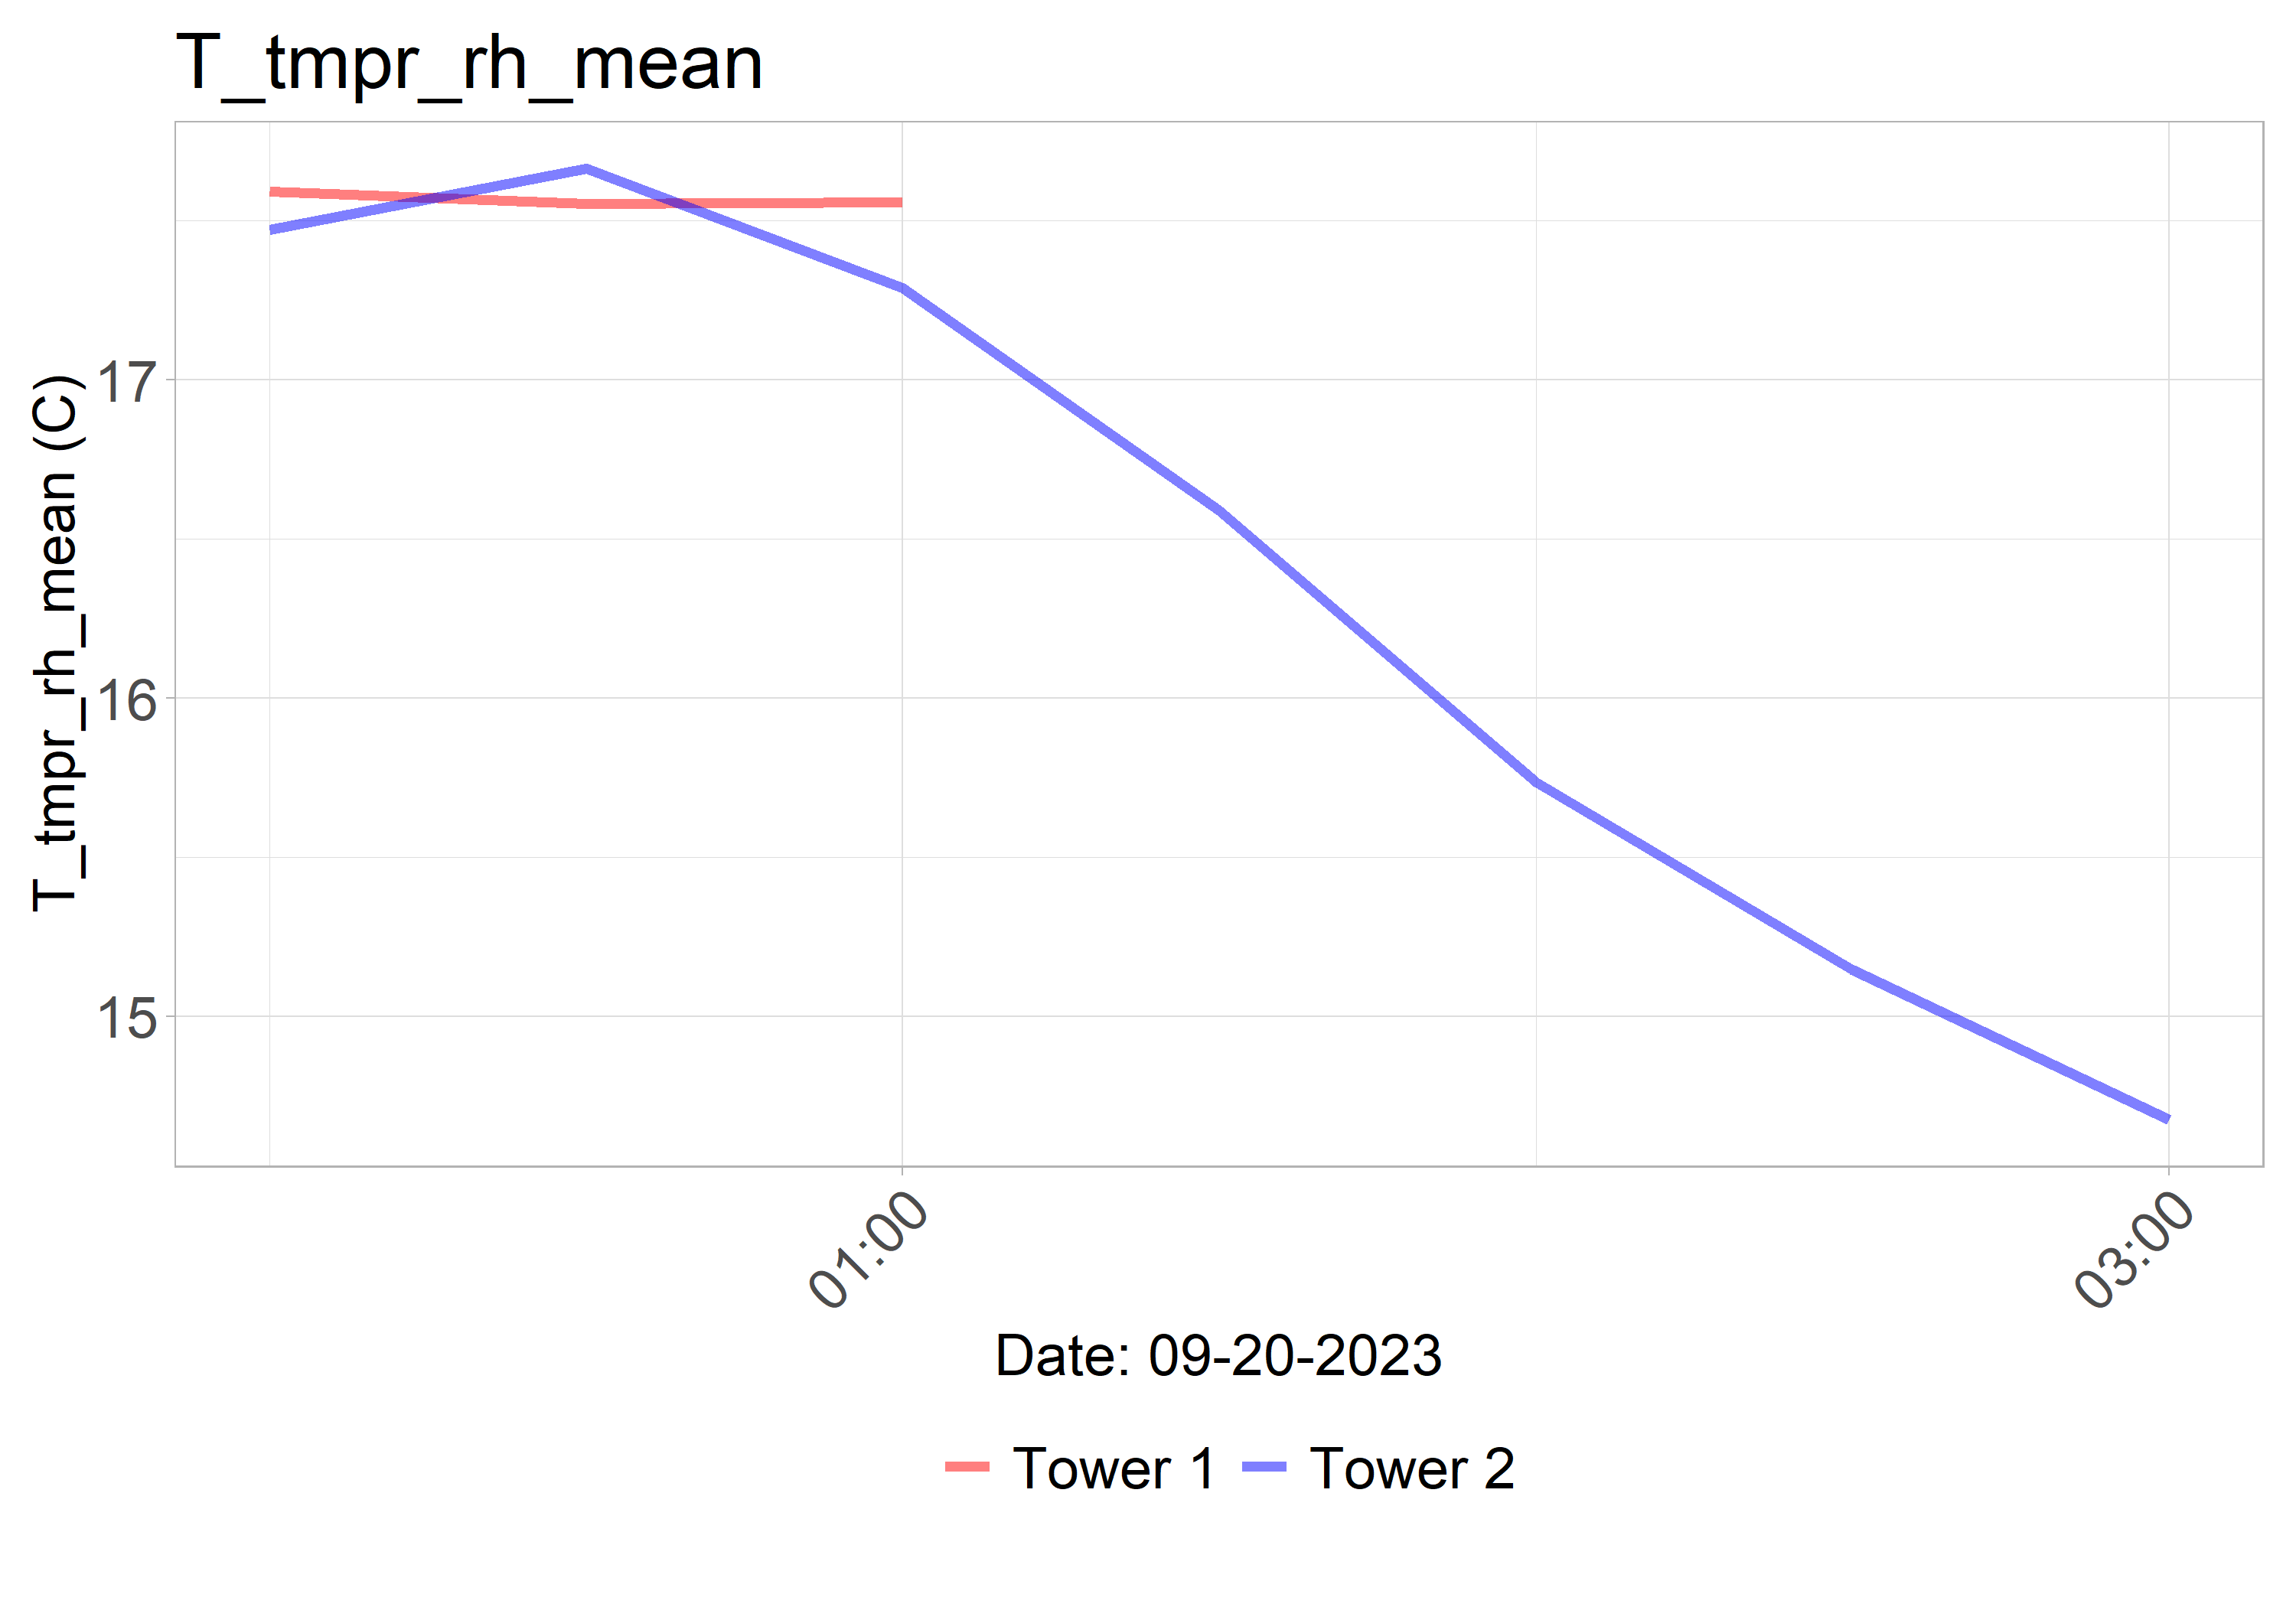 T_tmpr_rh_mean
T_tmpr_rh_mean (C)
17
16
15
01:00
03:00
Date: 09-20-2023
Tower 1
Tower 2